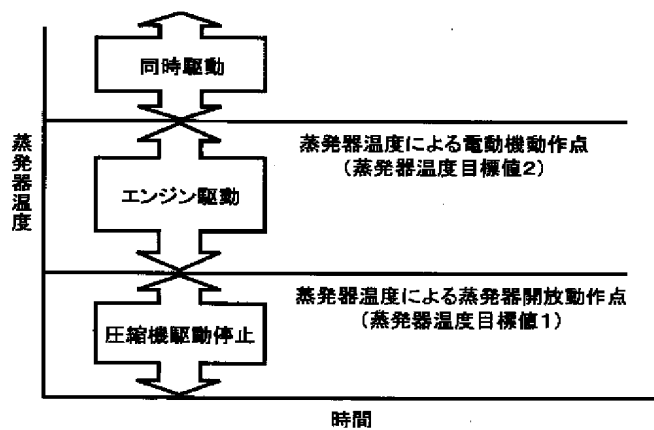 同時駆動
蒸発器温度による電動機動作点
(蒸発器温度目標値2)
蒸発器温度
エンジン駆動
蒸発器温度による蒸発器開放動作点
(蒸発器温度目標値1)
圧縮機駆動停止
時間